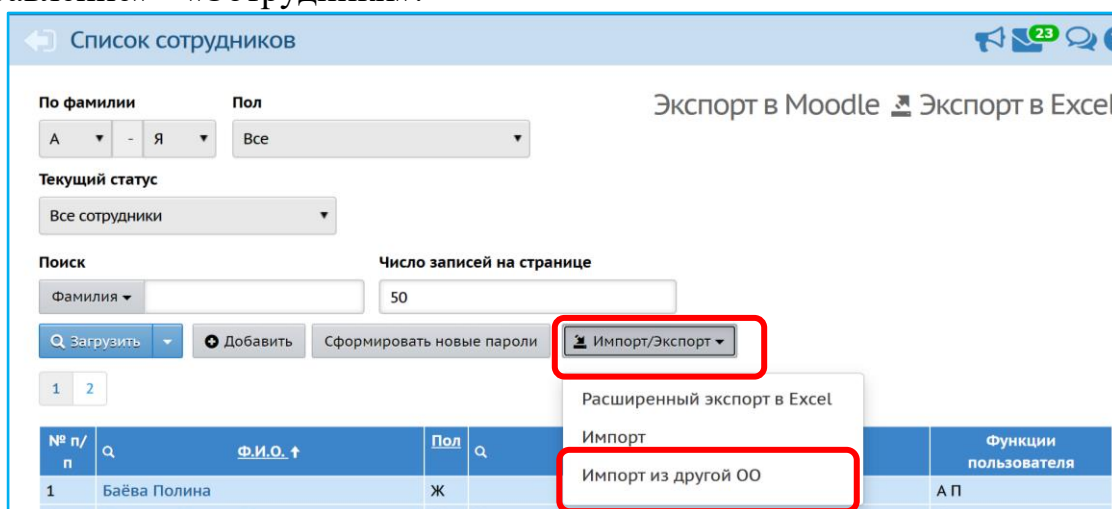 Список сотрудников
23
По фамилии Пол
Экспорт в Moodle Экспорт в Excel
А - Я Все
Текущий статус
Все сотрудники
Поиск Число записей на странице
Фамилия 50
Загрузить Добавить Сформировать новые пароли Импорт/Экспорт
1 2
Расширенный экспорт в Excel
Импорт
Импорт из другой ОО
№ п/п Ф.И.О. Пол Функции пользователя
1 Баёва Полина Ж А П